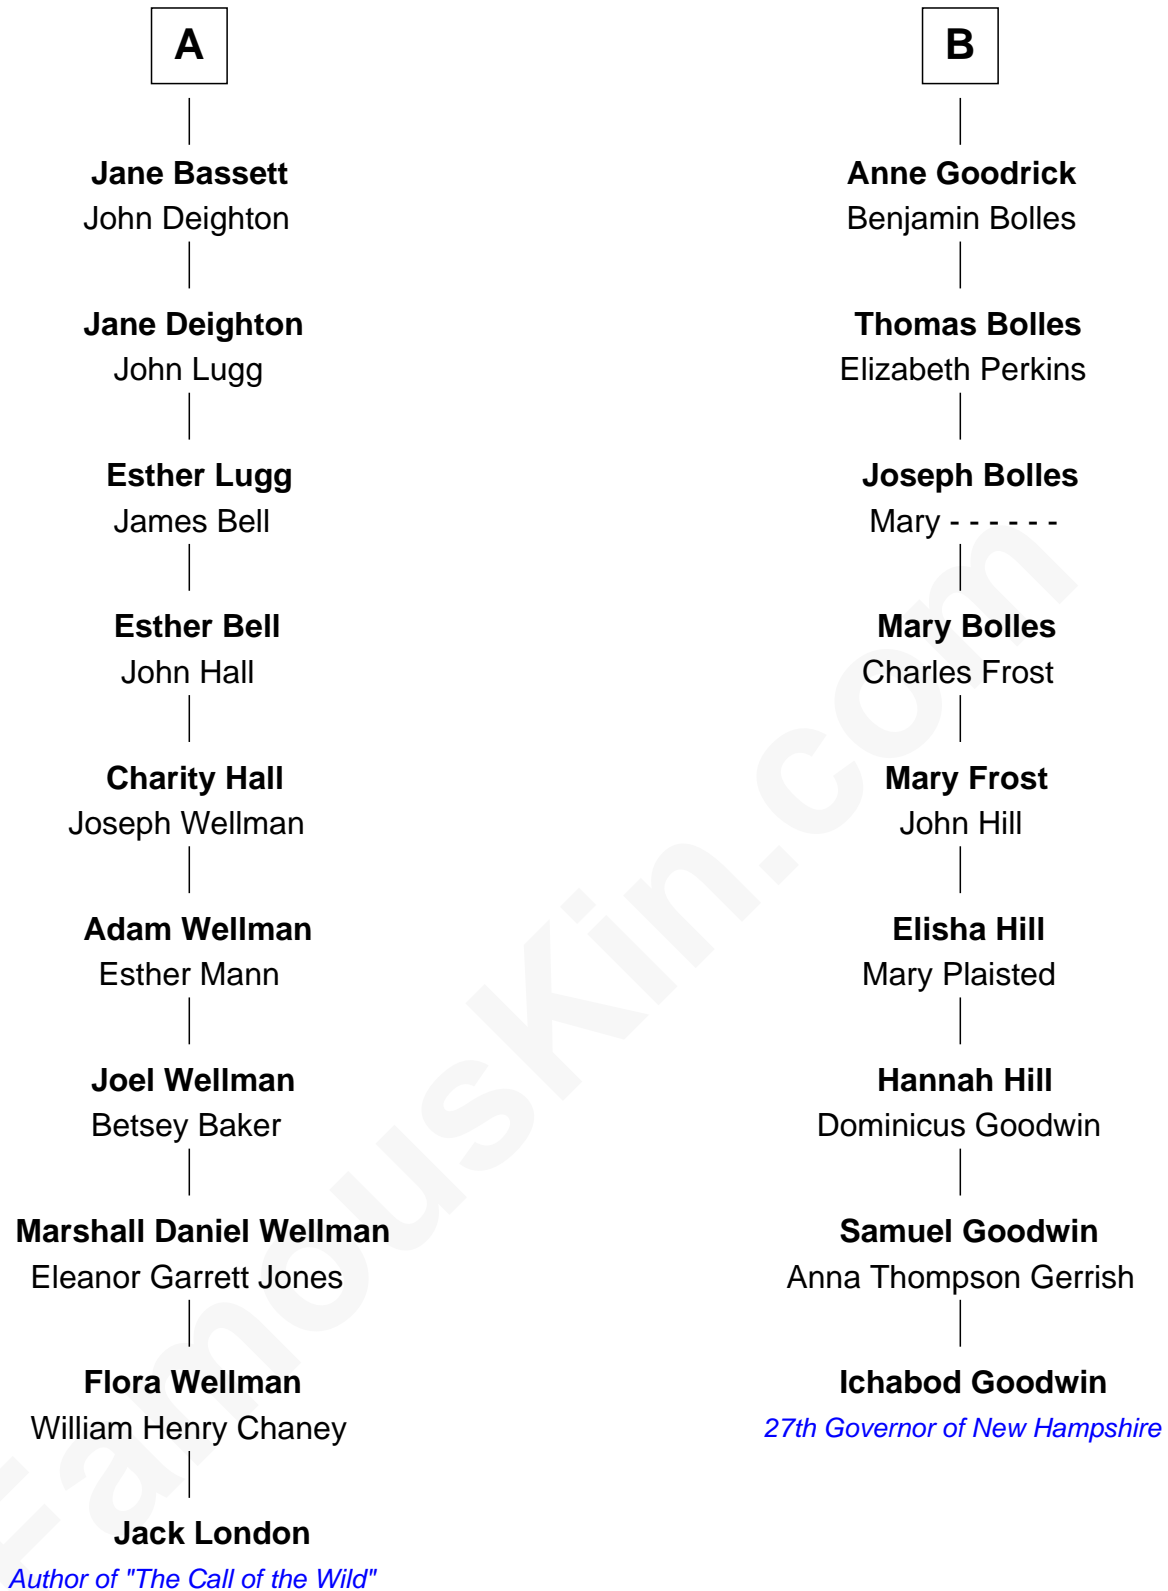 A
Jane Bassett
John Deighton
Jane Deighton
John Lugg
Esther Lugg
James Bell
Esther Bell
John Hall
Charity Hall
Joseph Wellman
Adam Wellman
Esther Mann
Joel Wellman
Betsey Baker
Marshall Daniel Wellman
Eleanor Garrett Jones
Flora Wellman
William Henry Chaney
Jack London
Author of "The Call of the Wild"
B
Anne Goodrick
Benjamin Bolles
Thomas Bolles
Elizabeth Perkins
Joseph Bolles
Mary - - - - - -
Mary Bolles
Charles Frost
Mary Frost
John Hill
Elisha Hill
Mary Plaisted
Hannah Hill
Dominicus Goodwin
Samuel Goodwin
Anna Thompson Gerrish
Ichabod Goodwin
27th Governor of New Hampshire
FamousKin.com